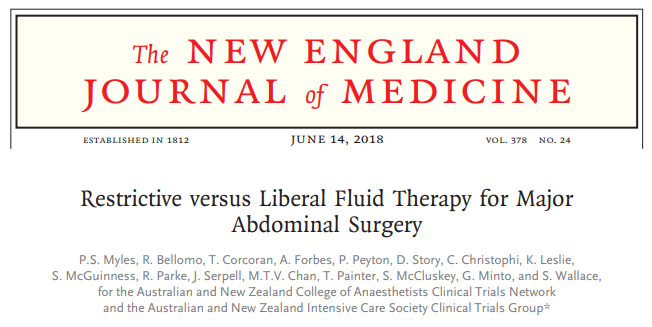 The NEW ENGLAND
JOURNAL of MEDICINE
ESTABLISHED IN 1812 JUNE 14, 2018 VOL. 378 NO. 24
Restrictive versus Liberal Fluid Therapy for Major
Abdominal Surgery
P.S. Myles, R. Bellomo, T. Corcoran, A. Forbes, P. Peyton, D. Story, C. Christophi, K. Leslie,
S. McGuinness, R. Parke, J. Serpell, M.T.V. Chan, T. Painter, S. McCluskey, G. Minto, and S. Wallace,
for the Australian and New Zealand College of Anaesthetists Clinical Trials Network
and the Australian and New Zealand Intensive Care Society Clinical Trials Group*